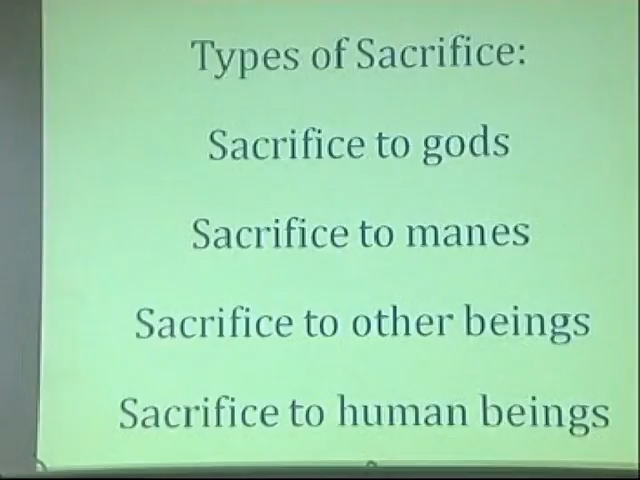 Types of Sacrifice:
Sacrifice to gods
Sacrifice to manes
Sacrifice to other beings
Sacrifice to human beings